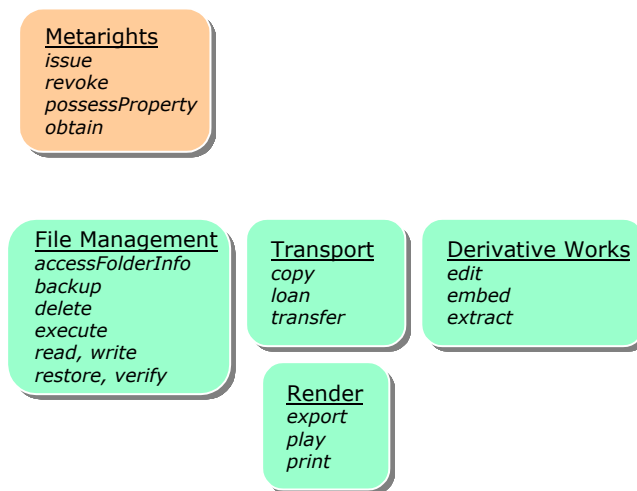 Metarights
issue
revoke
possessProperty
obtain
File Management
accessFolderInfo
backup
delete
execute
read, write
restore, verify
Transport
copy
loan
transfer
Derivative Works
edit
embed
extract
Render
export
play
print